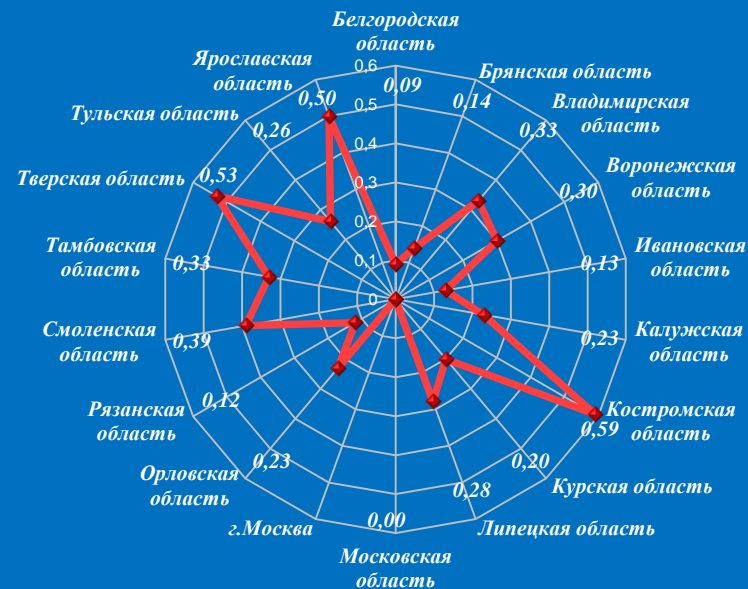 Белгородская
область
0,09
Брянская область
0,14
Владимирская
область
0,33
Воронежская
область
0,30
Ивановская
область
0,13
Калужская
область
0,23
Костромская
область
0,59
Курская область
0,20
Липецкая область
0,28
Московская
область
0,00
г.Москва
Орловская
область
0,23
Рязанская
область
0,12
Смоленская
область
0,39
Тамбовская
область
0,33
Тверская область
0,53
Тульская область
0,26
Ярославская
область
0,50
0,6
0,5
0,4
0,3
0,2
0,1
0